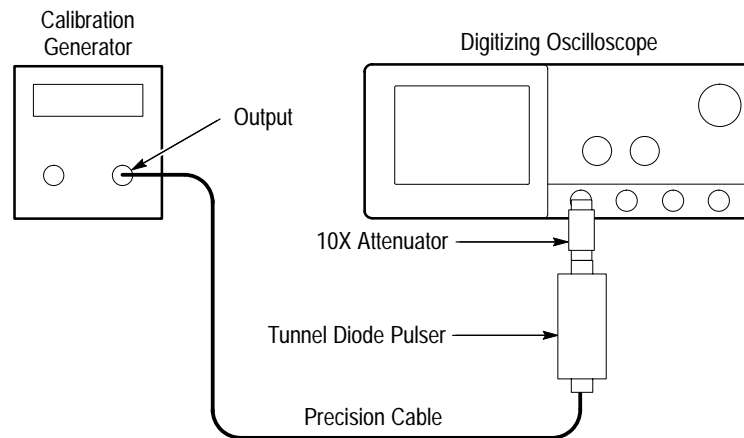 Calibration
Generator
Digitizing Oscilloscope
Output
10X Attenuator
Tunnel Diode Pulser
Precision Cable